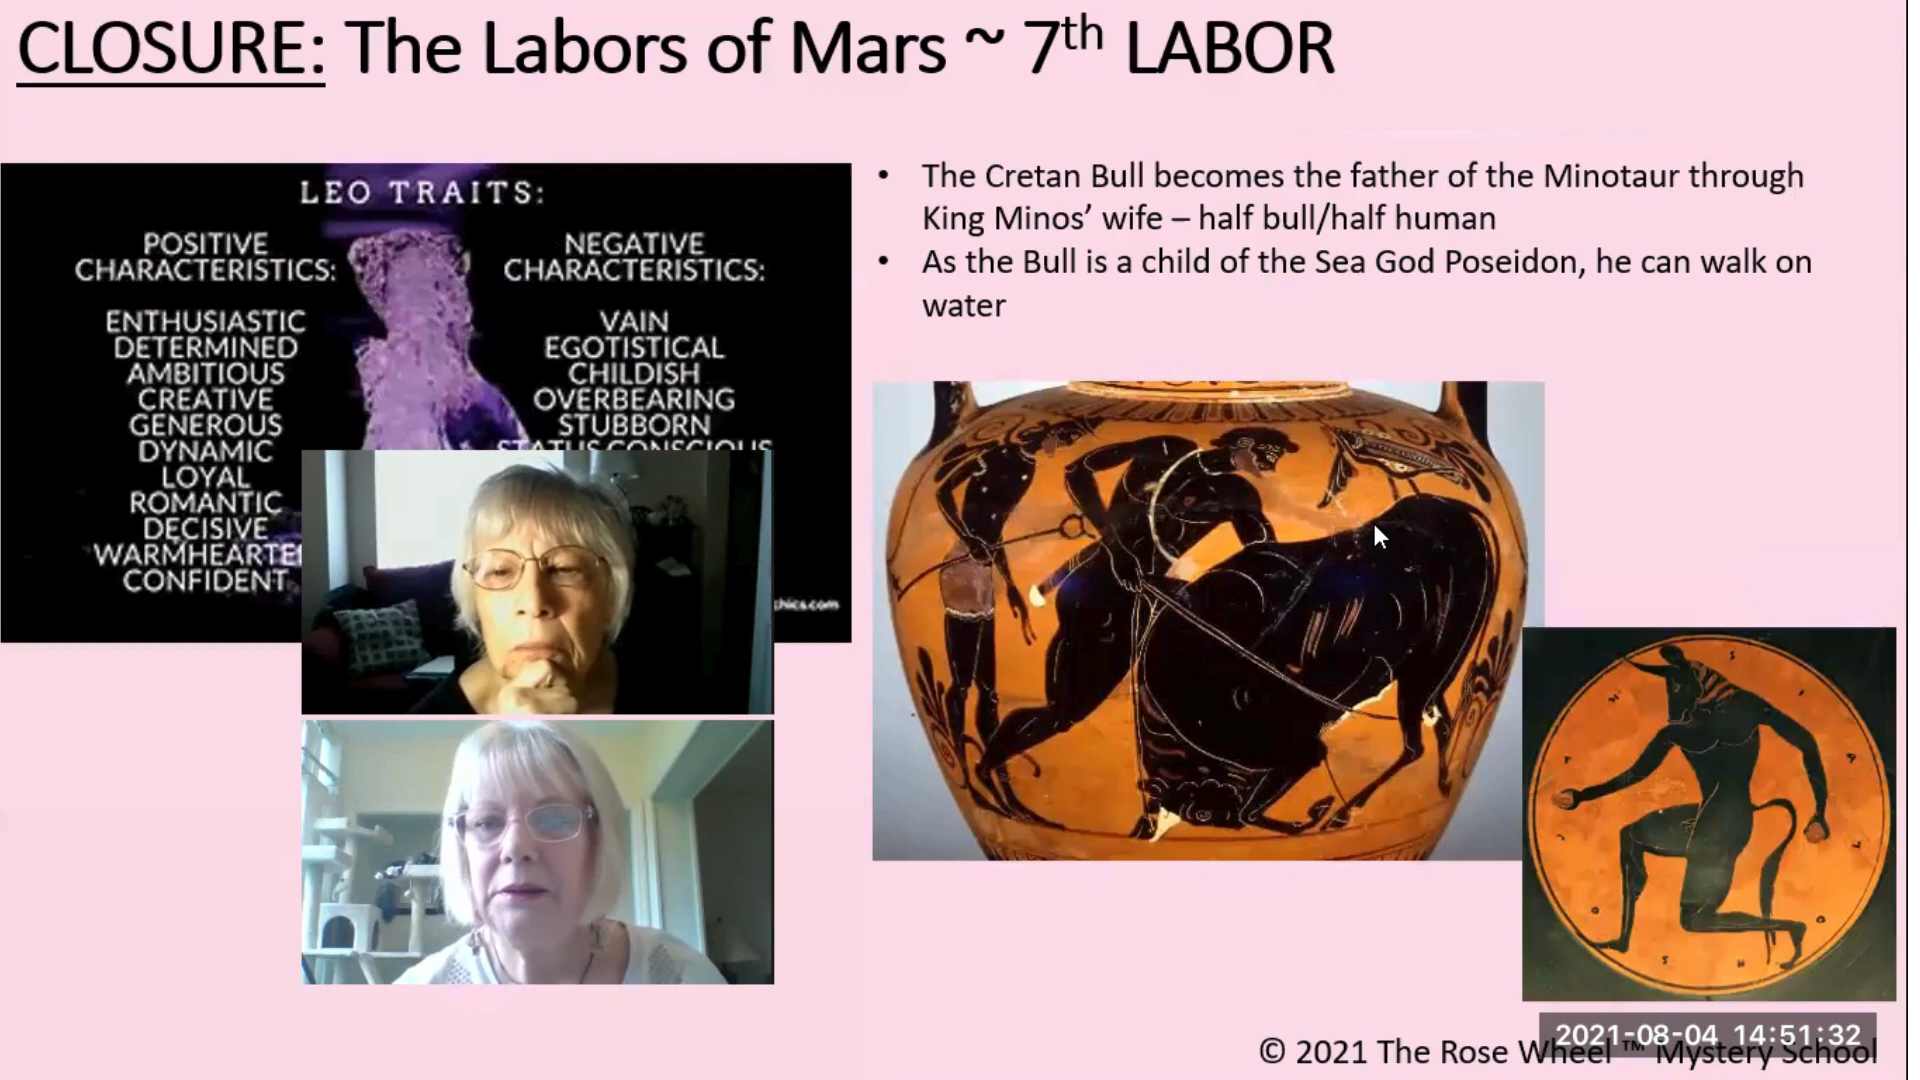 CLOSURE: The Labors of Mars ~ 7th LABOR
LEO TRAITS:
POSITIVE
CHARACTERISTICS:
ENTHUSIASTIC
DETERMINED
AMBITIOUS
CREATIVE
GENEROUS
DYNAMIC
LOYAL
ROMANTIC
DECISIVE
WARMHEARTE
CONFIDENT
NEGATIVE
CHARACTERISTICS:
VAIN
EGOTISTICAL
CHILDISH
OVERBEARING
STUBBORN
STATUS CONSCIOUS
hics.com
• The Cretan Bull becomes the father of the Minotaur through
King Minos’ wife – half bull/half human
• As the Bull is a child of the Sea God Poseidon, he can walk on
water
2021-08-04 14:51:32
© 2021 The Rose Wheel ™ Mystery School